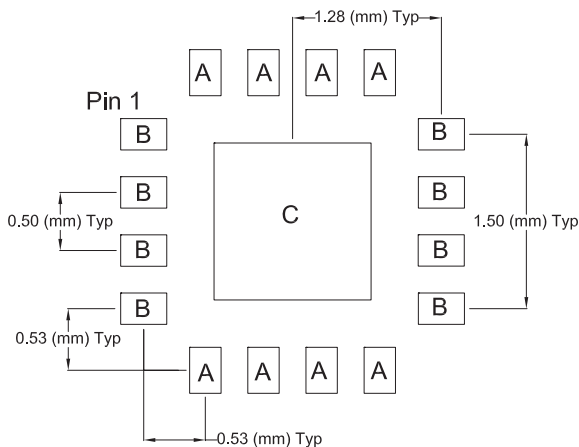 1.28 (mm) Typ
A A A A
Pin 1
B B
B B
0.50 (mm) Typ C 1.50 (mm) Typ
B B
B B
0.53 (mm) Typ
A A A A
0.53 (mm) Typ